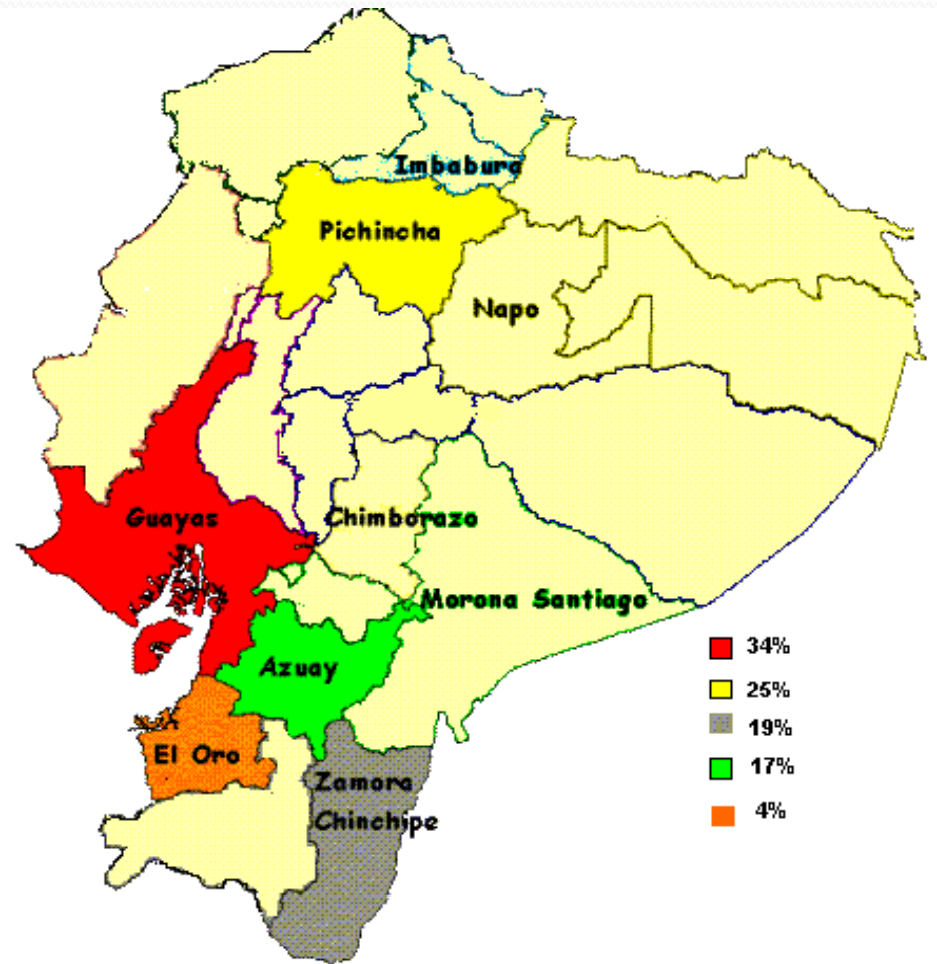 Imbabura
Pichincha
Napo
Guayas
Chimborazo
Morona Santiago
Azuay
El Oro
Zamora
Chinchipe
34%
25%
19%
17%
4%